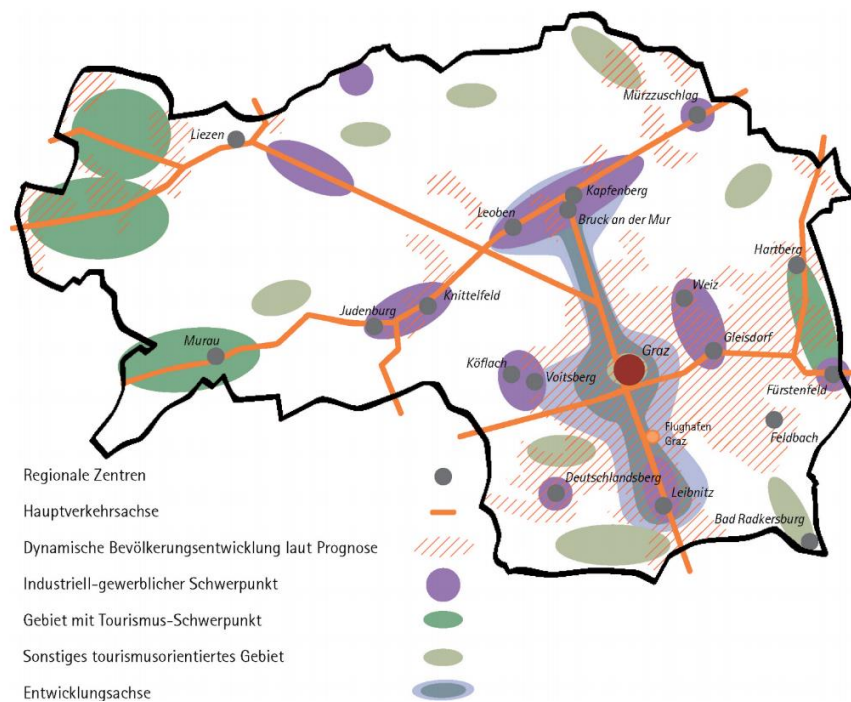 Mürzzuschlag
Liezen
Kapfenberg
Leoben
Bruck an der Mur
Hartberg
Weiz
Knittelfeld
Judenburg
Gleisdorf
Murau
Graz
Köflach
Voitsberg
Fürstenfeld
Flughafen
Graz
Feldbach
Deutschlandsberg
Leibnitz
Bad Radkersburg
Regionale Zentren
Hauptverkehrsachse
Dynamische Bevölkerungsentwicklung laut Prognose
Industriell-gewerblicher Schwerpunkt
Gebiet mit Tourismus-Schwerpunkt
Sonstiges tourismusorientiertes Gebiet
Entwicklungsachse